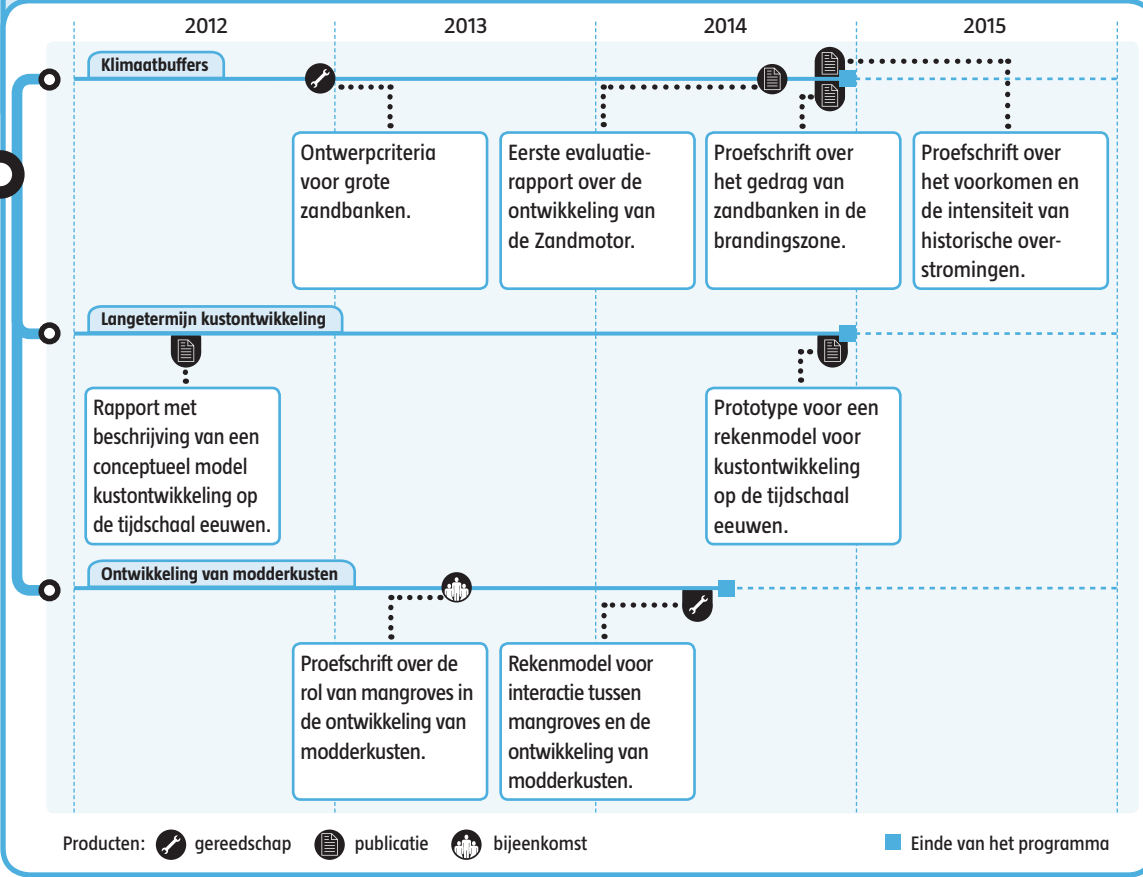 2012
2013
2014
2015
Klimaatbuffers
Ontwerpcriteria
voor grote
zandbanken.
Eerste evaluatie-
rapport over de
ontwikkeling van
de Zandmotor.
Proefschrift over
het gedrag van
zandbanken in de
brandingszone.
Proefschrift over
het voorkomen en
de intensiteit van
historische over-
stromingen.
Langetermijn kustontwikkeling
Rapport met
beschrijving van een
conceptueel model
kustontwikkeling op
de tijdschaal eeuwen.
Prototype voor een
rekenmodel voor
kustontwikkeling
op de tijdschaal
eeuwen.
Ontwikkeling van modderkusten
Proefschrift over de
rol van mangroves in
de ontwikkeling van
modderkusten.
Rekenmodel voor
interactie tussen
mangroves en de
ontwikkeling van
modderkusten.
Producten: gereedschap publicatie bijeenkomst Einde van het programma